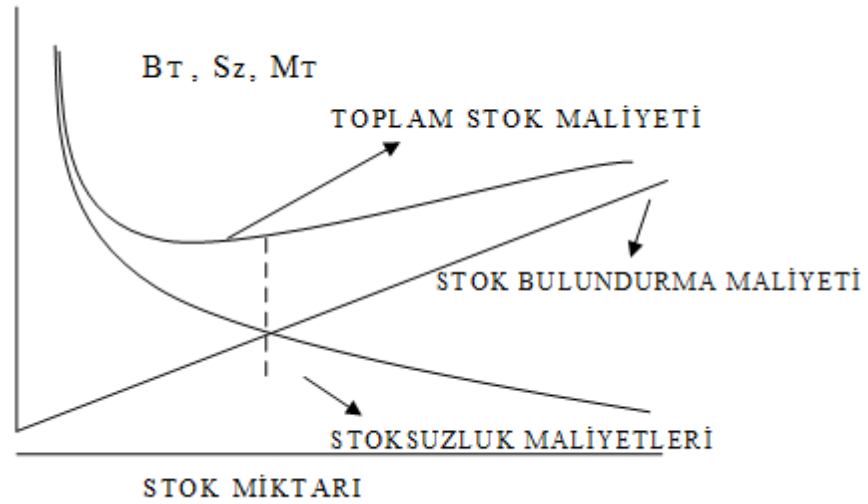 BT , SZ, MT
TOPLAM STOK MALİYETİ
STOK BULUNDURMA MALİYETİ
STOKSUZLUK MALİYETLERİ
STOK MİKTARI